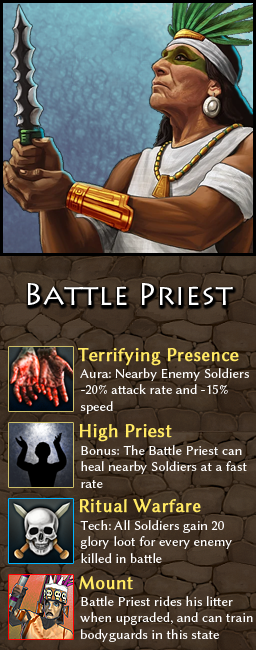 Battle Priest
Terrifying Presence
Aura: Nearby Enemy Soldiers
-20% attack rate and -15%
speed
High Priest
Bonus: The Battle Priest can
heal nearby Soldiers at a fast
rate
Ritual Warfare
Tech: All Soldiers gain 20
glory loot for every enemy
killed in battle
Mount
Battle Priest rides his litter
when upgraded, and can train
bodyguards in this state